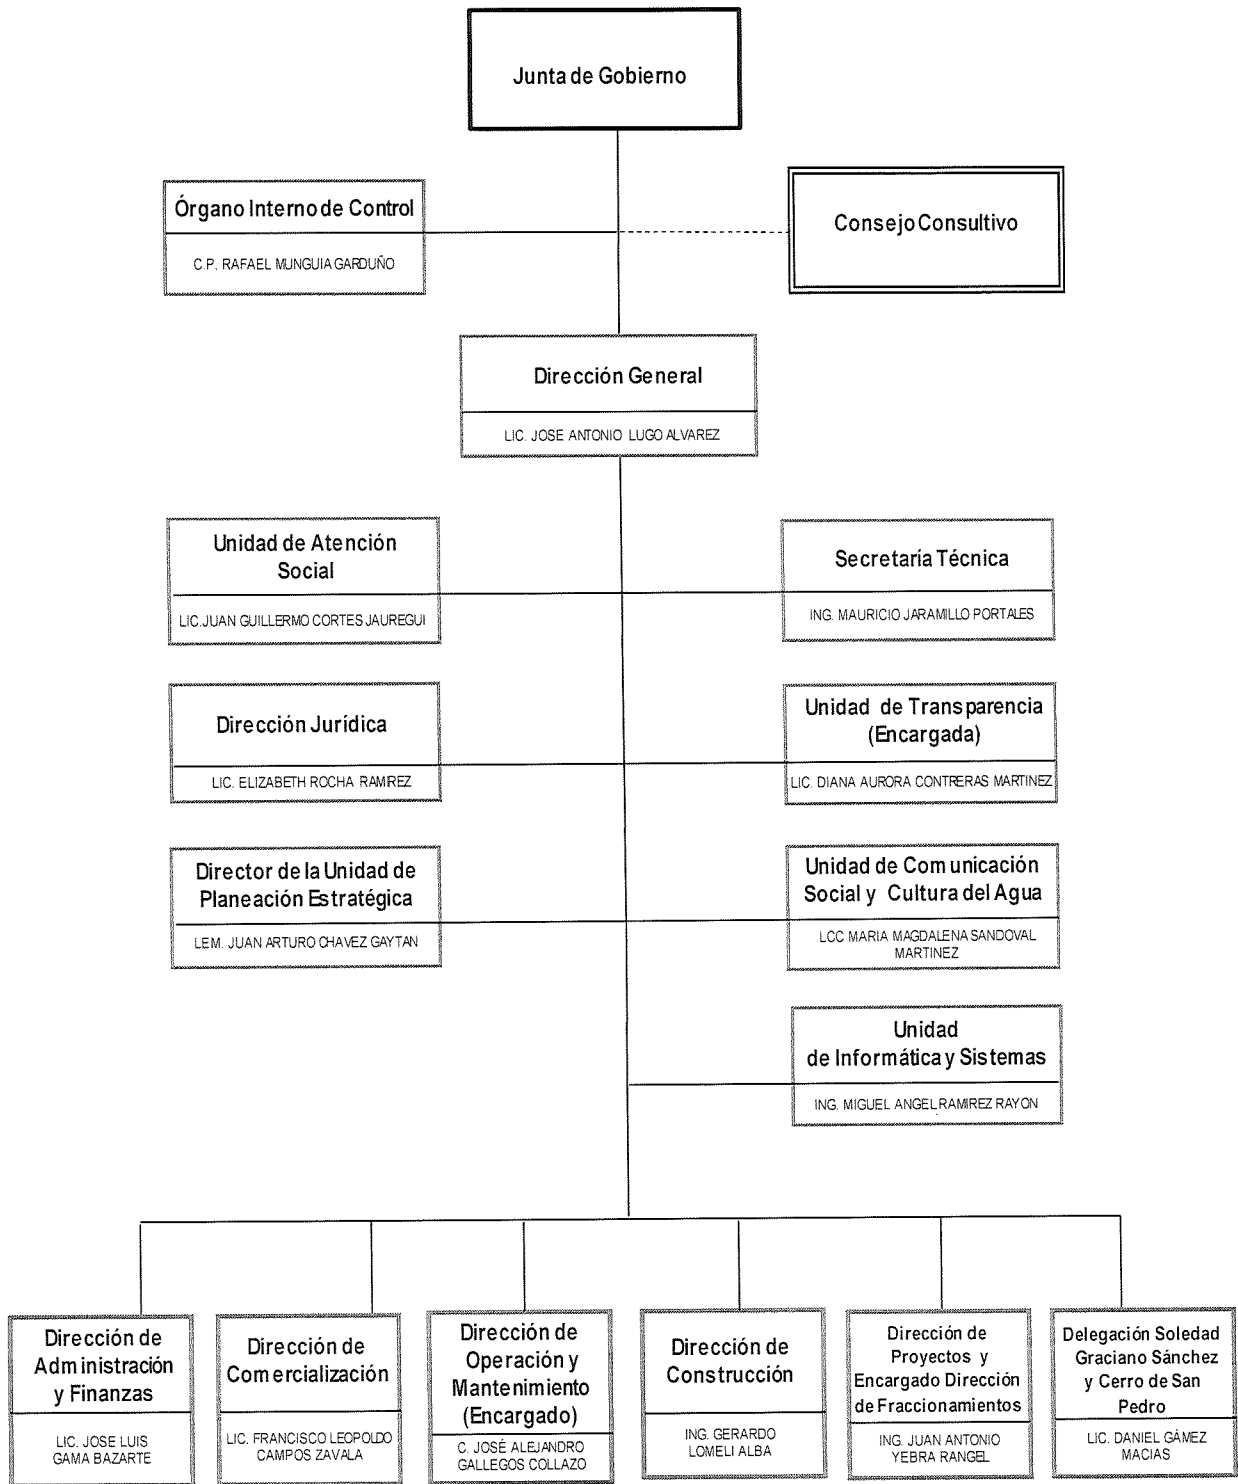 Junta de Gobierno
Órgano Interno de Control
C.P. RAFAEL MUNGUIA GARDUÑO
Consejo Consultivo
Dirección General
LIC. JOSE ANTONIO LUGO ALVAREZ
Unidad de Atención
Social
LIC.JUAN GUILLERMO CORTES JAUREGUI
Secretaría Técnica
ING. MAURICIO JARAMILLO PORTALES
Dirección Jurídica
LIC. ELIZABETH ROCHA RAMIREZ
Unidad de Transparencia
(Encargada)
LIC. DIANA AURORA CONTRERAS MARTINEZ
Director de la Unidad de
Planeación Estratégica
LEM. JUAN ARTURO CHAVEZ GAYTAN
Unidad de Comunicación
Social y Cultura del Agua
LCC MARIA MAGDALENA SANDOVAL
MARTINEZ
Unidad
de Informática y Sistemas
ING. MIGUEL ANGEL RAMIREZ RAYON
Dirección de
Administración
y Finanzas
LIC. JOSE LUIS
GAMA BAZARTE
Dirección de
Comercialización
LIC. FRANCISCO LEOPOLDO
CAMPOS ZAVALA
Dirección de
Operación y
Mantenimiento
(Encargado)
C. JOSÉ ALEJANDRO
GALLEGOS COLLAZO
Dirección de
Construcción
ING. GERARDO
LOMELI ALBA
Dirección de
Proyectos y
Encargado Dirección
de Fraccionamientos
ING. JUAN ANTONIO
YEBRA RANGEL
Delegación Soledad
Graciano Sánchez
y Cerro de San
Pedro
LIC. DANIEL GÁMEZ
MACIAS